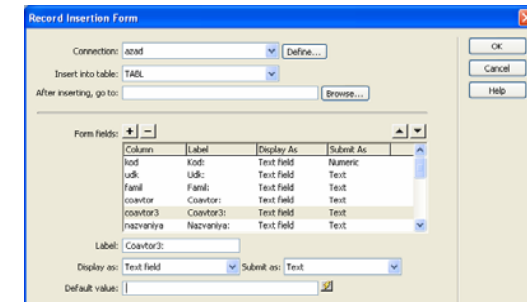 Record Insertion Form
Connection: azad Define... OK
Insert into table: TABL Cancel
After inserting, go to: Browse... Help
Form fields:
Column Label Display As Submit As
kod Kod: Text field Numeric
udk Udk: Text field Text
famil Famil: Text field Text
coavtor Coavtor: Text field Text
coavtor3 Coavtor3: Text field Text
nazvaniya Nazvaniya: Text field Text
Label: Coavtor3:
Display as: Text field Submit as: Text
Default value: